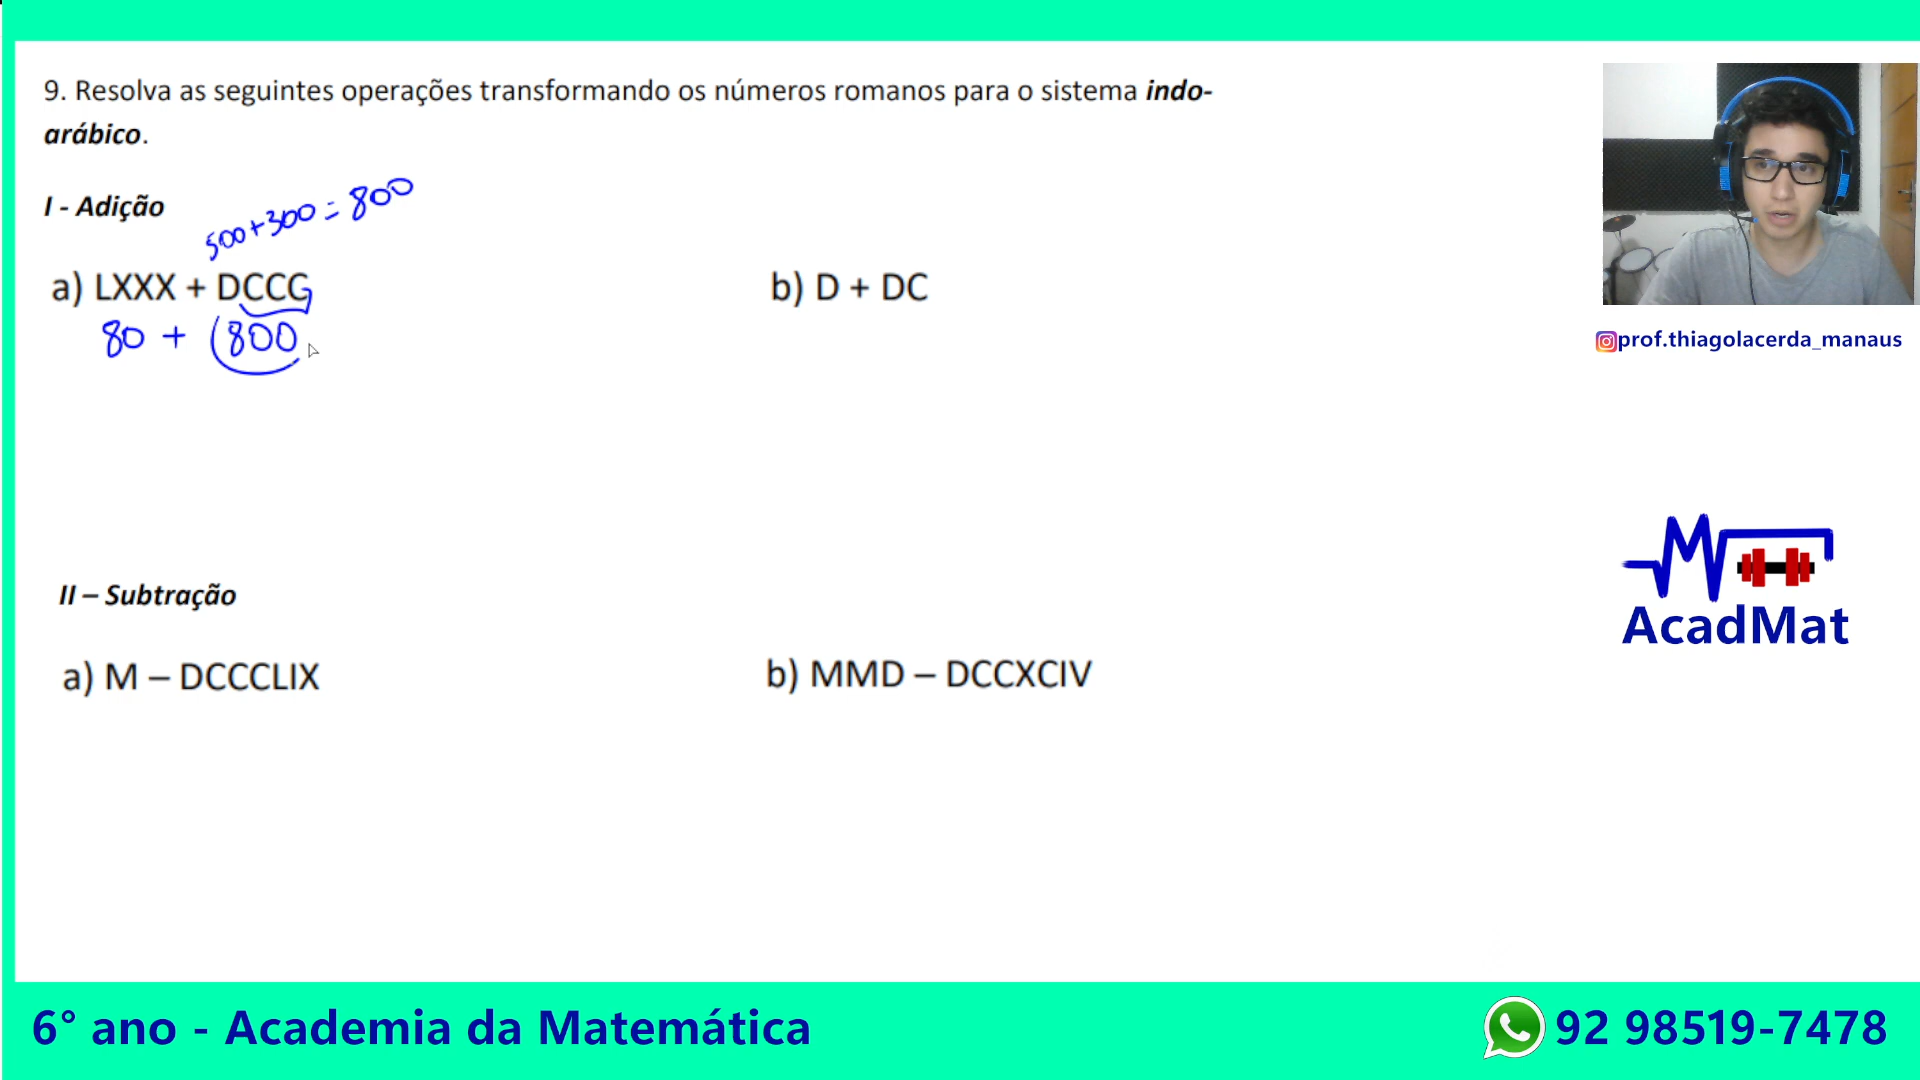 9. Resolva as seguintes operações transformando os números romanos para o sistema indo-
arábico.
I - Adição
500+300 = 800
a) LXXX + DCCC
b) D + DC
80 + (800
prof.thiagolacerda_manaus
II – Subtração
a) M – DCCCLIX
b) MMD – DCCXCIV
M
AcadMat
6° ano - Academia da Matemática
92 98519-7478